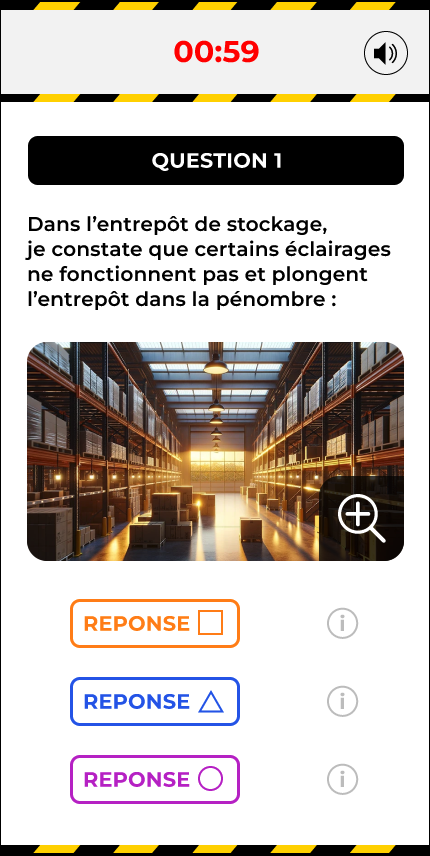 00:59
QUESTION 1
Dans l’entrepôt de stockage,
je constate que certains éclairages
ne fonctionnent pas et plongent
l’entrepôt dans la pénombre :
REPONSE
i
REPONSE
i
REPONSE
i